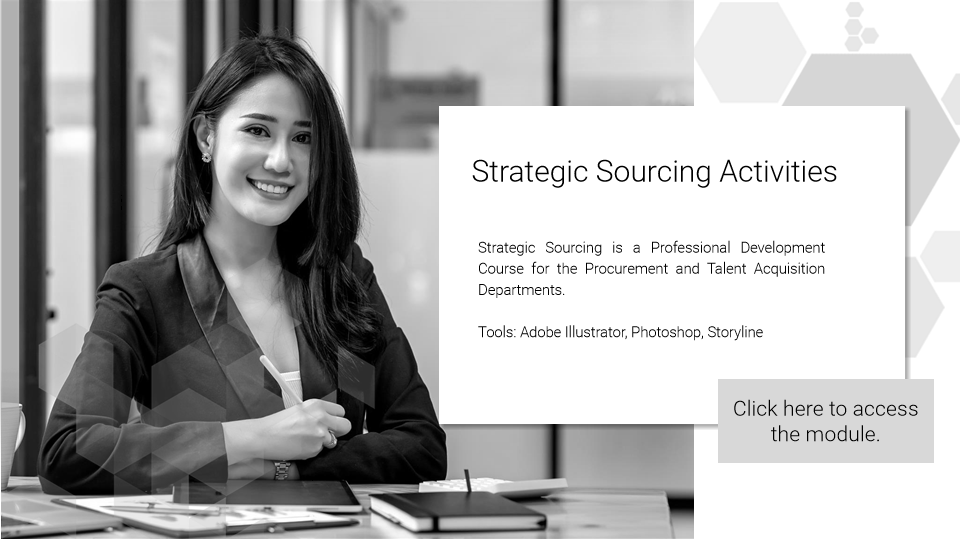 Strategic Sourcing Activities
Strategic Sourcing is a Professional Development
Course for the Procurement and Talent Acquisition
Departments.
Tools: Adobe Illustrator, Photoshop, Storyline
Click here to access
the module.